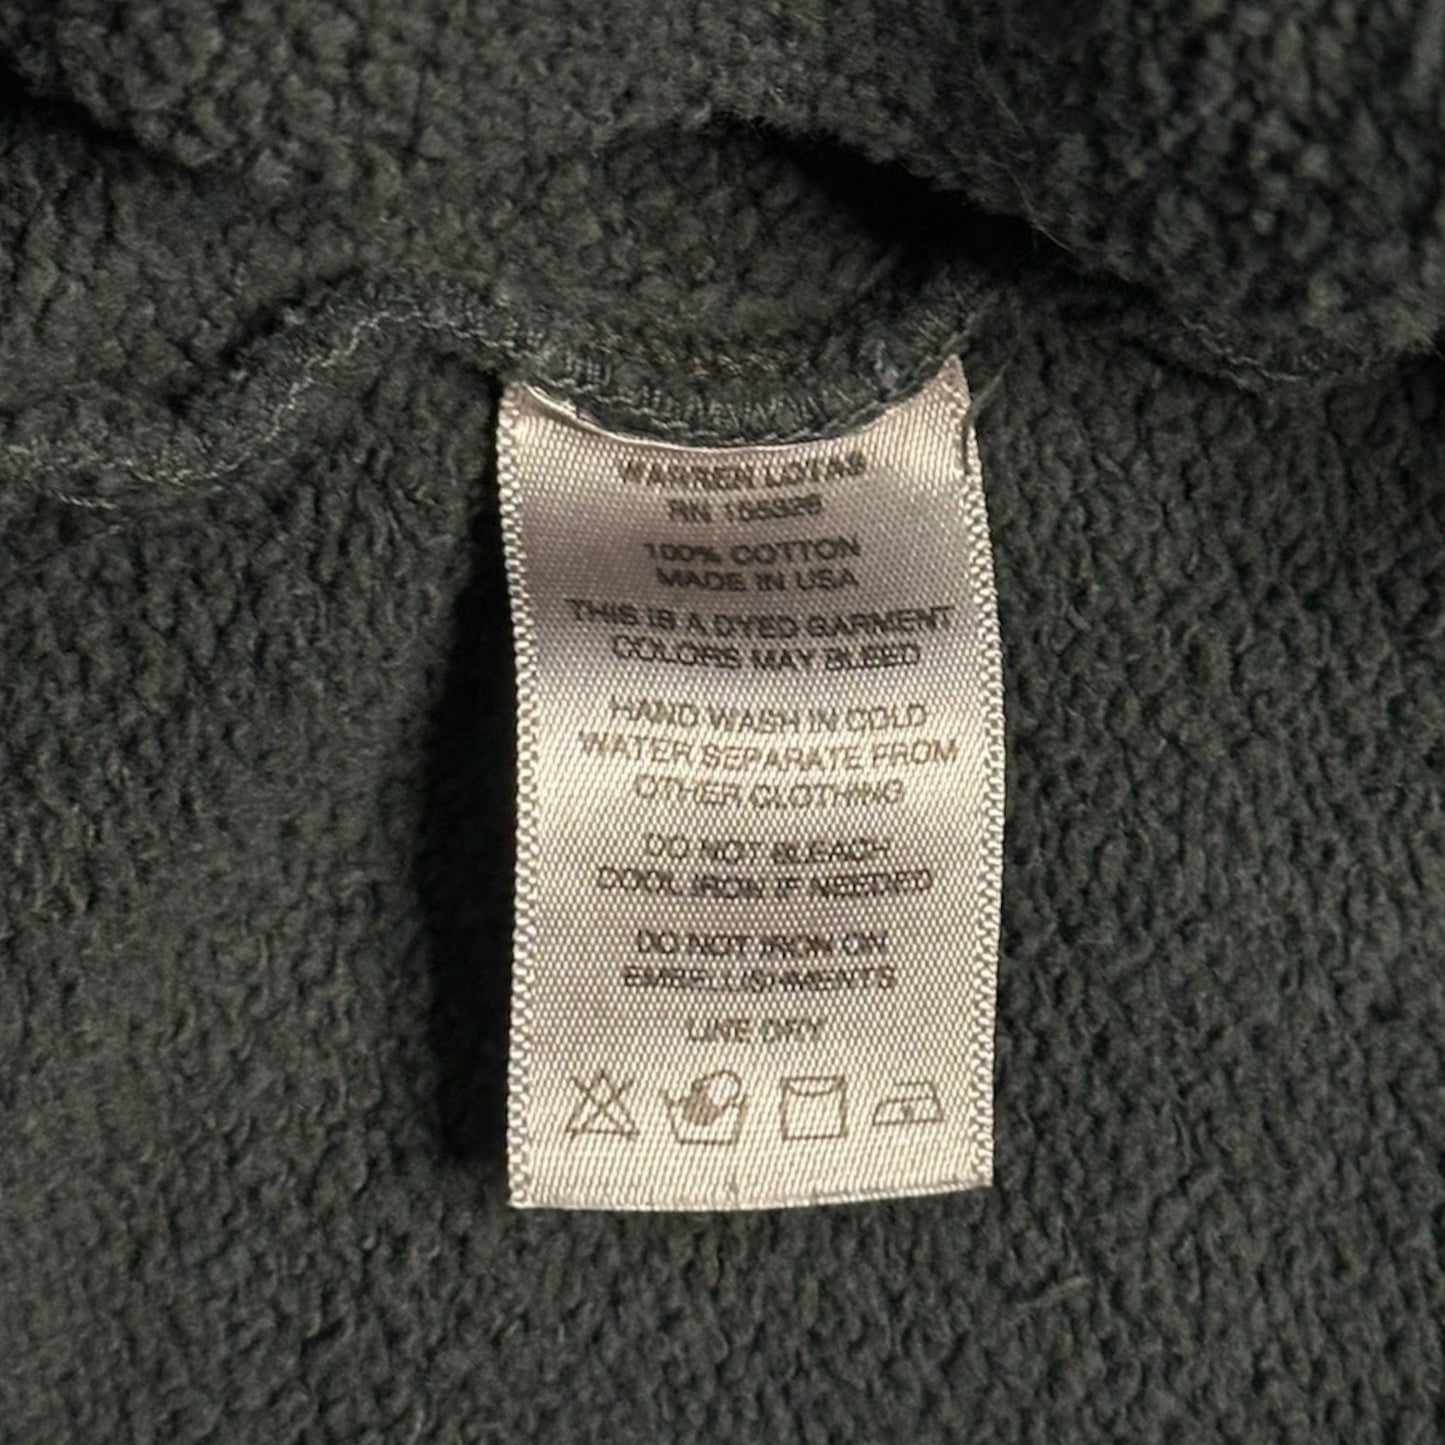 WARREN LOTAS
RN
100% COTTON
MADE IN USA
THIS IS A DYED GARMENT
COLORS MAY BLEED
HAND WASH IN COLD
WATER SEPARATE FROM
OTHER CLOTHING
DO NOT BLEACH
COOL IRON IF NEEDED
DO NOT IRON ON
EMBELLISHMENTS
LINE DRY